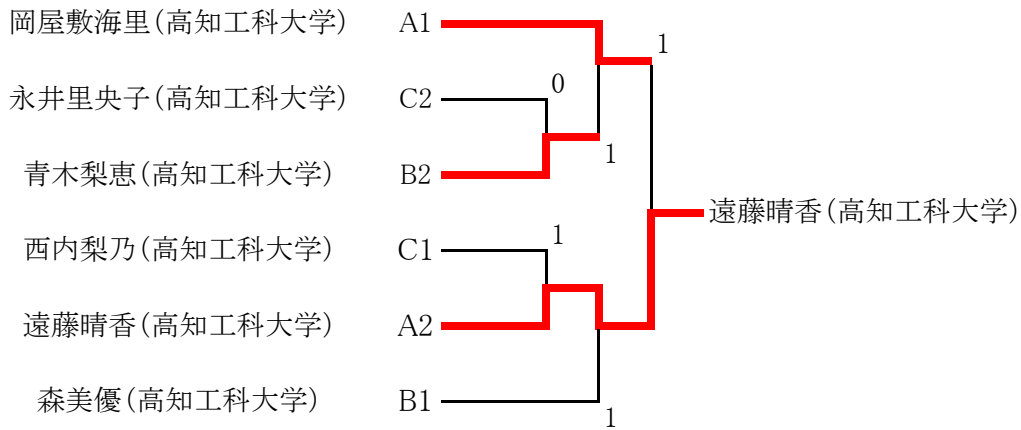 岡屋敷海里(高知工科大学) A1
1
永井里央子(高知工科大学) C2
0
青木梨恵(高知工科大学) B2
1
遠藤晴香(高知工科大学)
西内梨乃(高知工科大学) C1
1
遠藤晴香(高知工科大学) A2
森美優(高知工科大学) B1
1